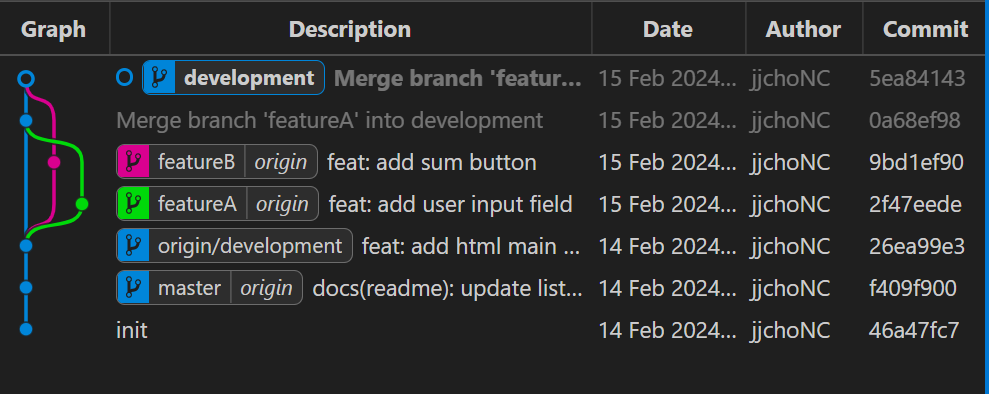 Graph Description Date Author Commit
development Merge branch 'featur... 15 Feb 2024... jjchoNC 5ea84143
Merge branch 'featureA' into development 15 Feb 2024... jjchoNC 0a68ef98
featureB origin feat: add sum button 15 Feb 2024... jjchoNC 9bd1ef90
featureA origin feat: add user input field 15 Feb 2024... jjchoNC 2f47eede
origin/development feat: add html main ... 14 Feb 2024... jjchoNC 26ea99e3
master origin docs(readme): update list... 14 Feb 2024... jjchoNC f409f900
init 14 Feb 2024... jjchoNC 46a47fc7